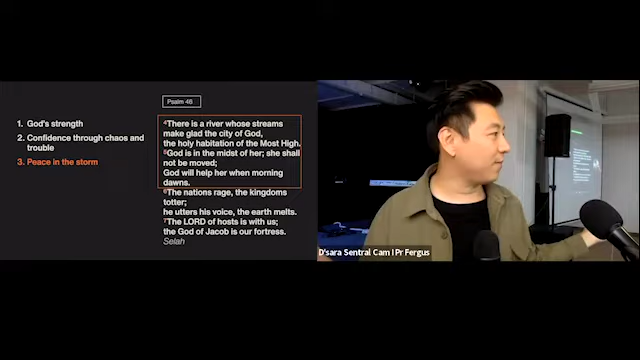 Psalm 46
1. God's strength
2. Confidence through chaos and
trouble
3. Peace in the storm
4There is a river whose streams
make glad the city of God,
the holy habitation of the Most High.
5God is in the midst of her; she shall
not be moved;
God will help her when morning
dawns.
6The nations rage, the kingdoms
totter;
he utters his voice, the earth melts.
7The LORD of hosts is with us;
the God of Jacob is our fortress.
Selah
D'sara Sentral Cam I Pr Fergus